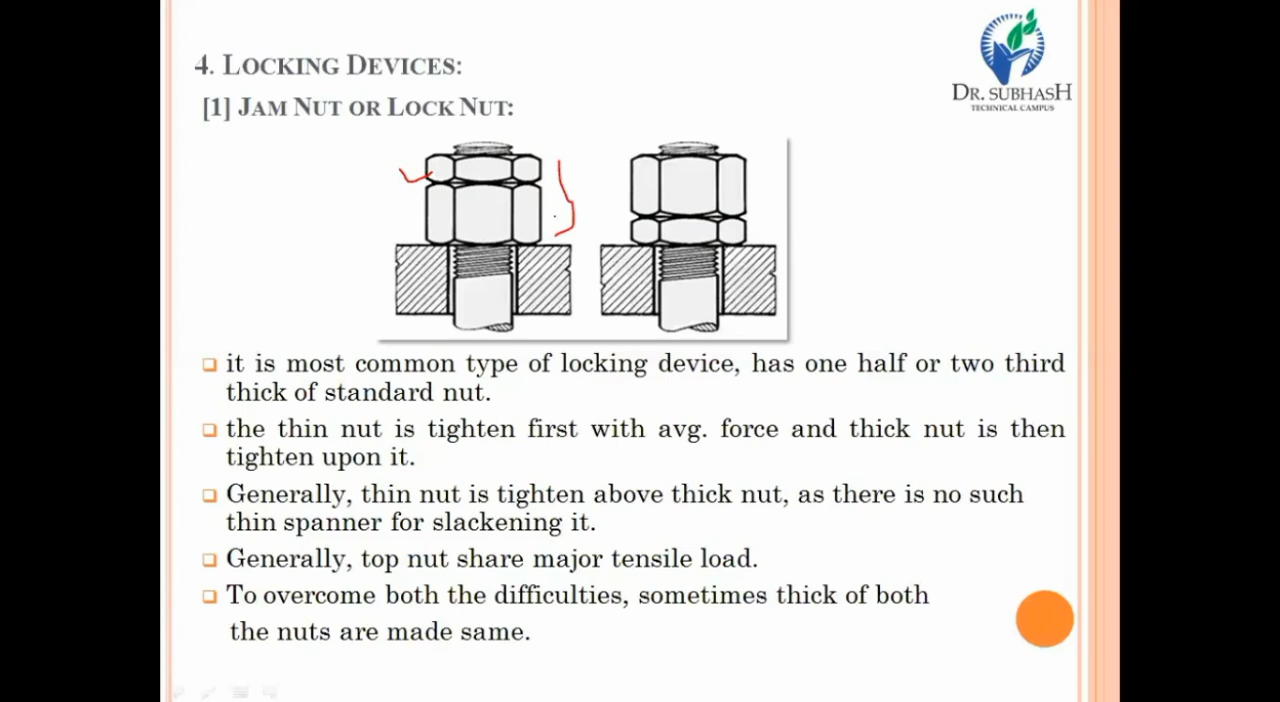 4. LOCKING DEVICES:
[1] JAM NUT OR LOCK NUT:
DR. SUBHASH
TECHNICAL CAMPUS
it is most common type of locking device, has one half or two third
thick of standard nut.
the thin nut is tighten first with avg. force and thick nut is then
tighten upon it.
Generally, thin nut is tighten above thick nut, as there is no such
thin spanner for slackening it.
Generally, top nut share major tensile load.
To overcome both the difficulties, sometimes thick of both
the nuts are made same.